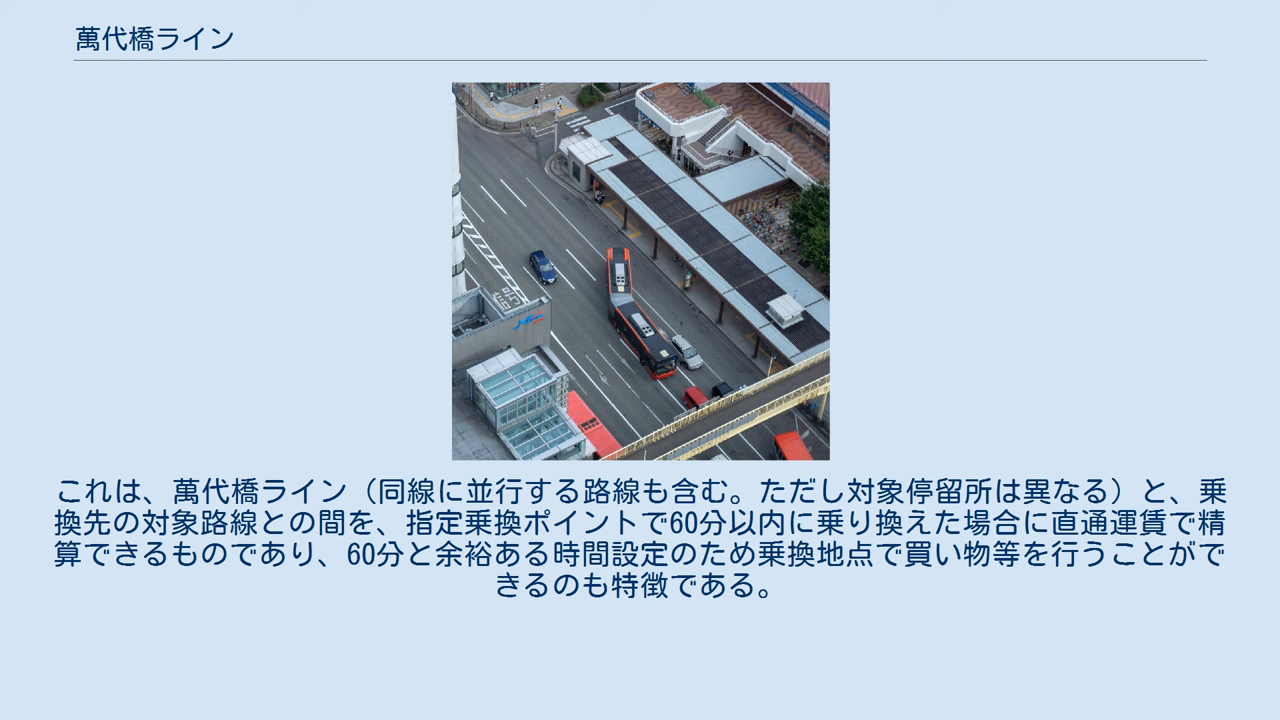 萬代橋ライン
これは、萬代橋ライン（同線に並行する路線も含む。ただし対象停留所は異なる）と、乗
換先の対象路線との間を、指定乗換ポイントで60分以内に乗り換えた場合に直通運賃で精
算できるものであり、60分と余裕ある時間設定のため乗換地点で買い物等を行うことがで
きるのも特徴である。